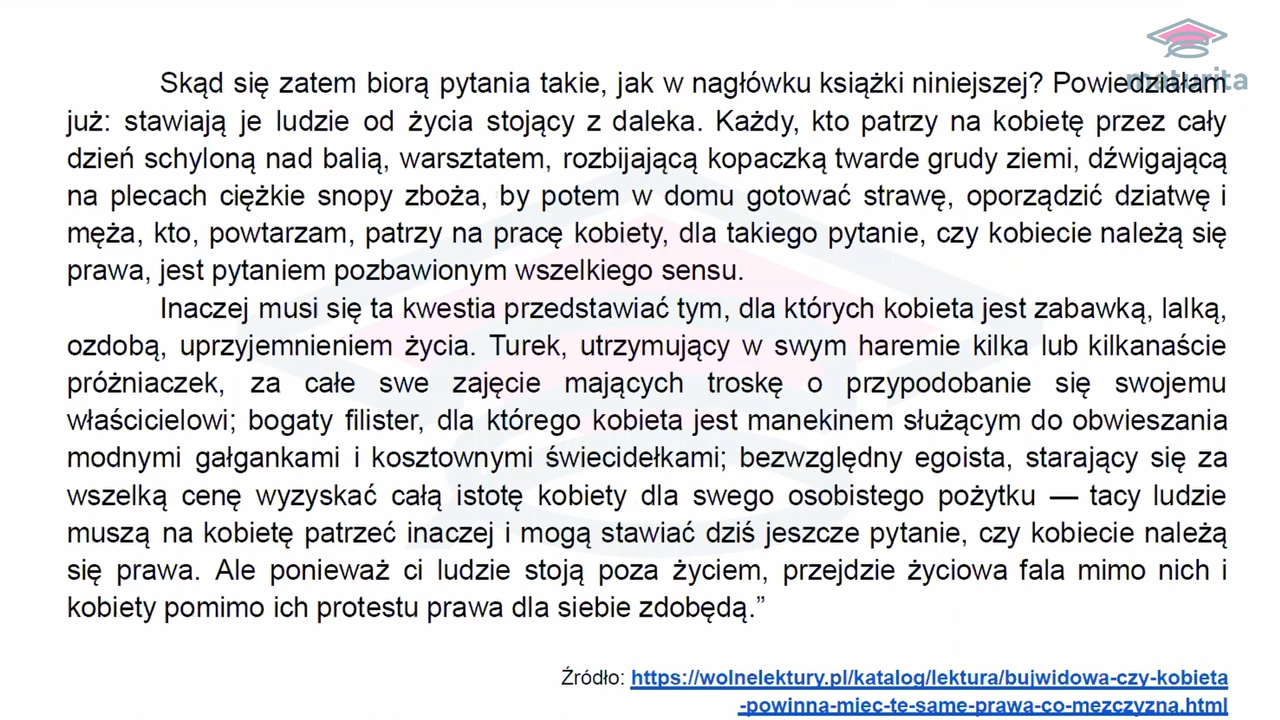 maturita
Skąd się zatem biorą pytania takie, jak w nagłówku książki niniejszej? Powiedziałam
już: stawiają je ludzie od życia stojący z daleka. Każdy, kto patrzy na kobietę przez cały
dzień schyloną nad balią, warsztatem, rozbijającą kopaczką twarde grudy ziemi, dźwigającą
na plecach ciężkie snopy zboża, by potem w domu gotować strawę, oporządzić dziatwę i
męża, kto, powtarzam, patrzy na pracę kobiety, dla takiego pytanie, czy kobiecie należą się
prawa, jest pytaniem pozbawionym wszelkiego sensu.
Inaczej musi się ta kwestia przedstawiać tym, dla których kobieta jest zabawką, lalką,
ozdobą, uprzyjemnieniem życia. Turek, utrzymujący w swym haremie kilka lub kilkanaście
próżniaczek, za całe swe zajęcie mających troskę o przypodobanie się swojemu
właścicielowi; bogaty filister, dla którego kobieta jest manekinem służącym do obwieszania
modnymi gałgankami i kosztownymi świecidełkami; bezwzględny egoista, starający się za
wszelką cenę wyzyskać całą istotę kobiety dla swego osobistego pożytku — tacy ludzie
muszą na kobietę patrzeć inaczej i mogą stawiać dziś jeszcze pytanie, czy kobiecie należą
się prawa. Ale ponieważ ci ludzie stoją poza życiem, przejdzie życiowa fala mimo nich i
kobiety pomimo ich protestu prawa dla siebie zdobędą.”
Źródło: https://wolnelektury.pl/katalog/lektura/bujwidowa-czy-kobieta
-powinna-miec-te-same-prawa-co-mezczyzna.html